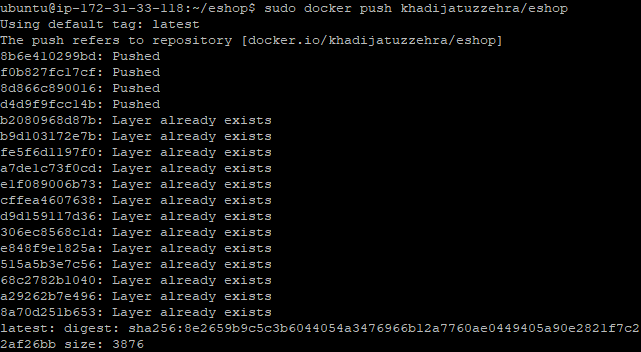 ubuntu@ip-172-31-33-118:~/eshop$ sudo docker push khadijatuzzehra/eshop
Using default tag: latest
The push refers to repository [docker.io/khadijatuzzehra/eshop]
8b6e410299bd: Pushed
f0b827fc17cf: Pushed
8d866c890016: Pushed
d4d9f9fcc14b: Pushed
b2080968d87b: Layer already exists
b9d103172e7b: Layer already exists
fe5f6d1197f0: Layer already exists
a7de1c73f0cd: Layer already exists
e1f089006b73: Layer already exists
cffea4607638: Layer already exists
d9d159117d36: Layer already exists
306ec8568c1d: Layer already exists
e848f9e1825a: Layer already exists
515a5b3e7c56: Layer already exists
68c2782b1040: Layer already exists
a29262b7e496: Layer already exists
8a70d251b653: Layer already exists
latest: digest: sha256:8e2659b9c5c3b6044054a3476966b12a7760ae0449405a90e2821f7c2
2af26bb size: 3876